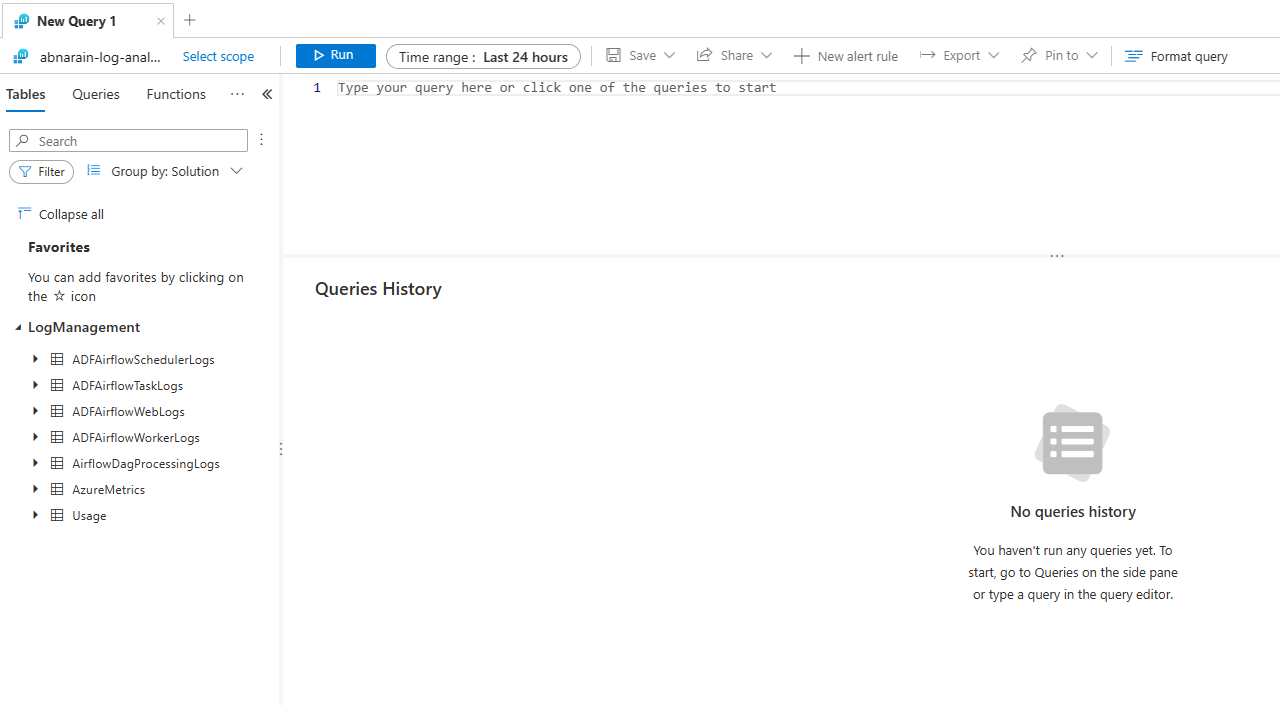 New Query 1
abnarain-log-anal...
Select scope
Run
Time range : Last 24 hours
Save
Share
New alert rule
Export
Pin to
Format query
Tables
Queries
Functions
1
Type your query here or click one of the queries to start
Search
Filter
Group by: Solution
Collapse all
Favorites
You can add favorites by clicking on
the ☆ icon
LogManagement
ADFAirflowSchedulerLogs
ADFAirflowTaskLogs
ADFAirflowWebLogs
ADFAirflowWorkerLogs
AirflowDagProcessingLogs
AzureMetrics
Usage
Queries History
No queries history
You haven't run any queries yet. To
start, go to Queries on the side pane
or type a query in the query editor.